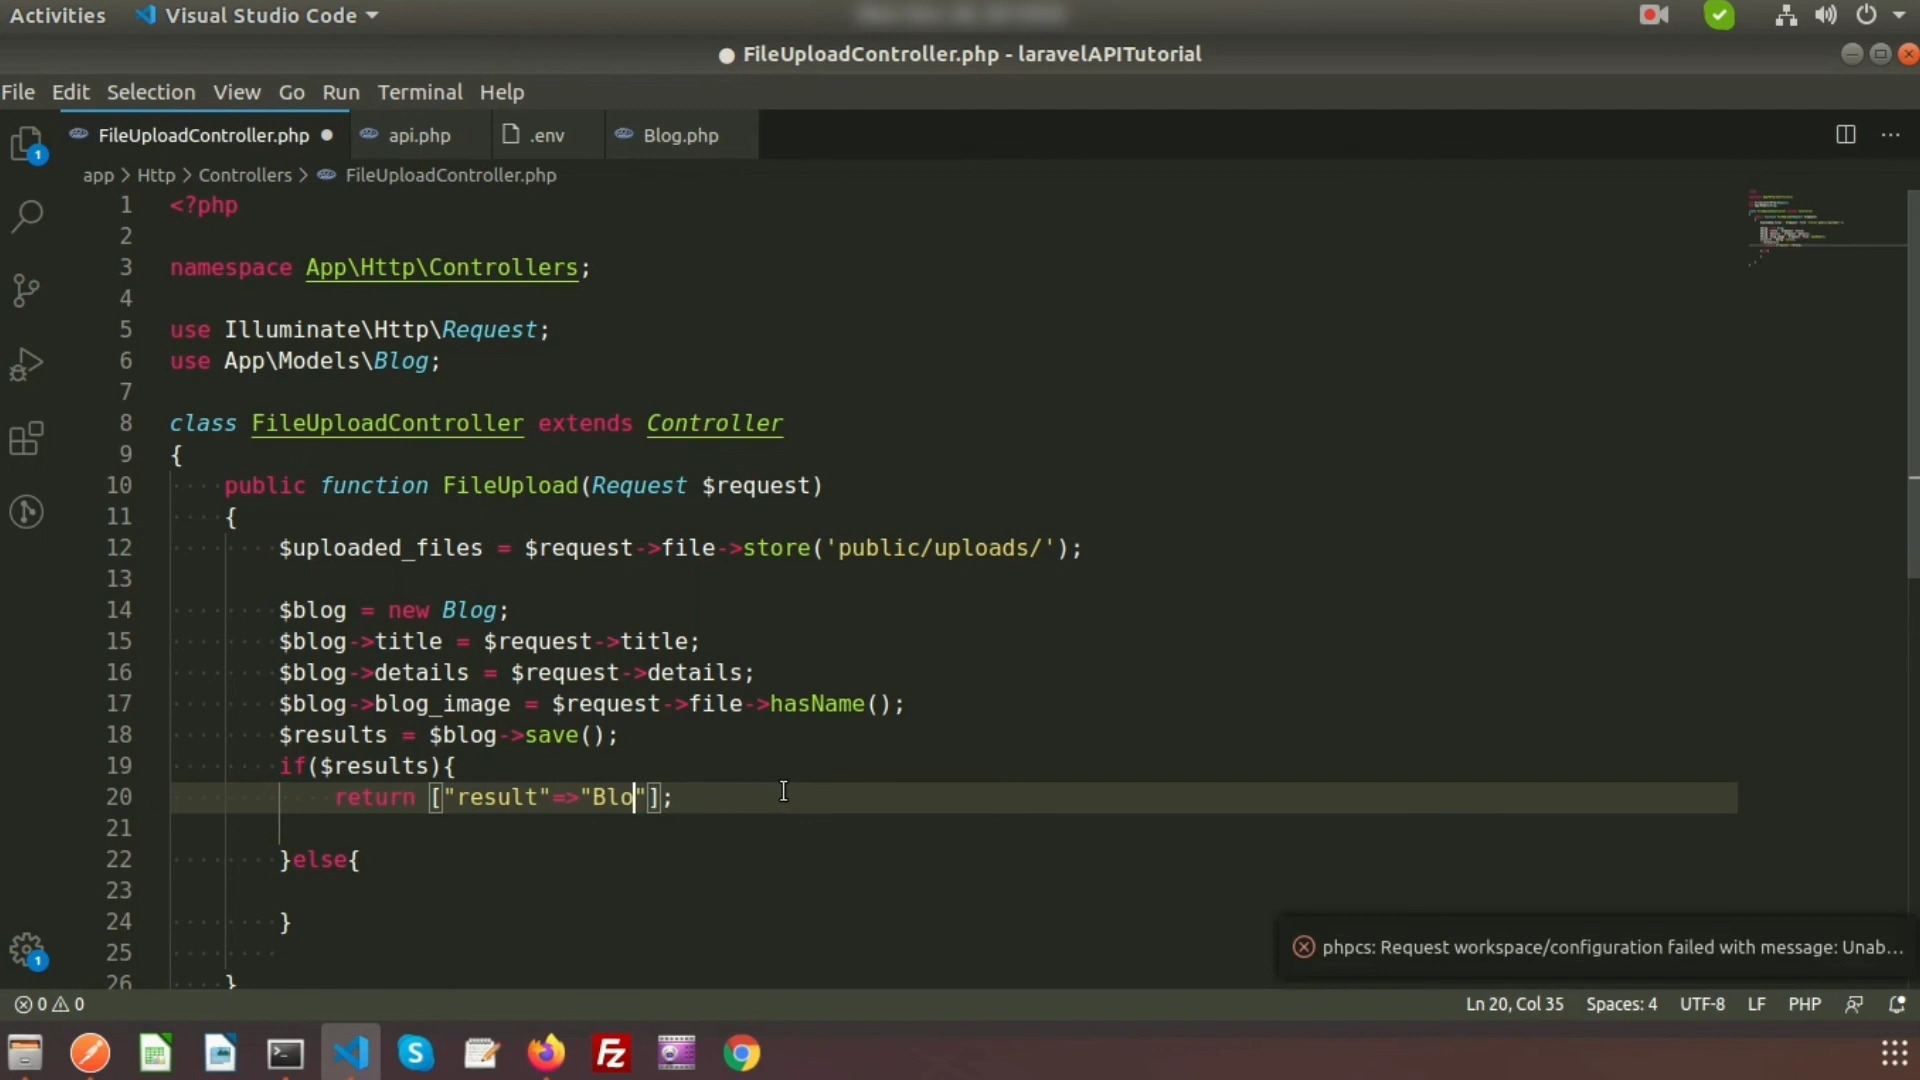 Activities
Visual Studio Code
FileUploadController.php - laravelAPITutorial
File Edit Selection View Go Run Terminal Help
1
FileUploadController.php
api.php
.env
Blog.php
app > Http > Controllers > FileUploadController.php
1 <?php
2
3 namespace App\Http\Controllers;
4
5 use Illuminate\Http\Request;
6 use App\Models\Blog;
7
8 class FileUploadController extends Controller
9 {
10 public function FileUpload(Request $request)
11 {
12 $uploaded_files = $request->file->store('public/uploads/');
13
14 $blog = new Blog;
15 $blog->title = $request->title;
16 $blog->details = $request->details;
17 $blog->blog_image = $request->file->hasName();
18 $results = $blog->save();
19 if($results){
20 return ["result"=>"Blo"];
21
22 }else{
23
24 }
25
26 }
1
phpcs: Request workspace/configuration failed with message: Unab...
0 0
Ln 20, Col 35 Spaces: 4 UTF-8 LF PHP